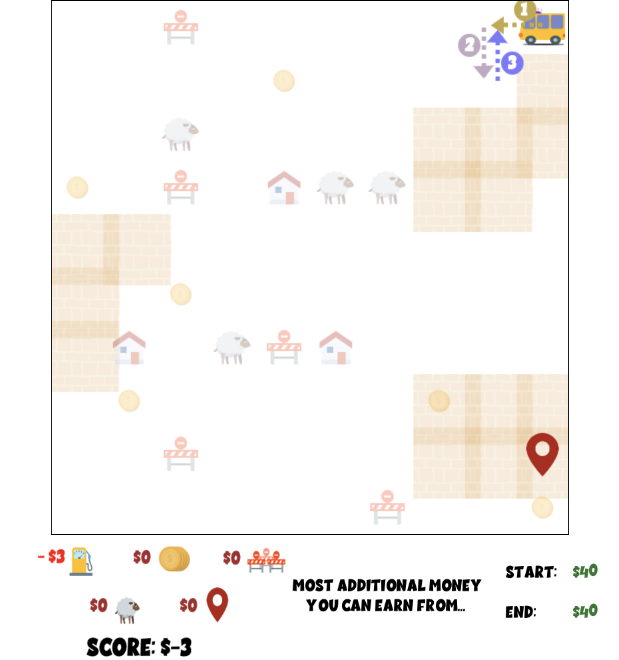 1
2
3
- $3
$0
$0
$0
$0
MOST ADDITIONAL MONEY
YOU CAN EARN FROM...
START: $40
END: $40
SCORE: $-3